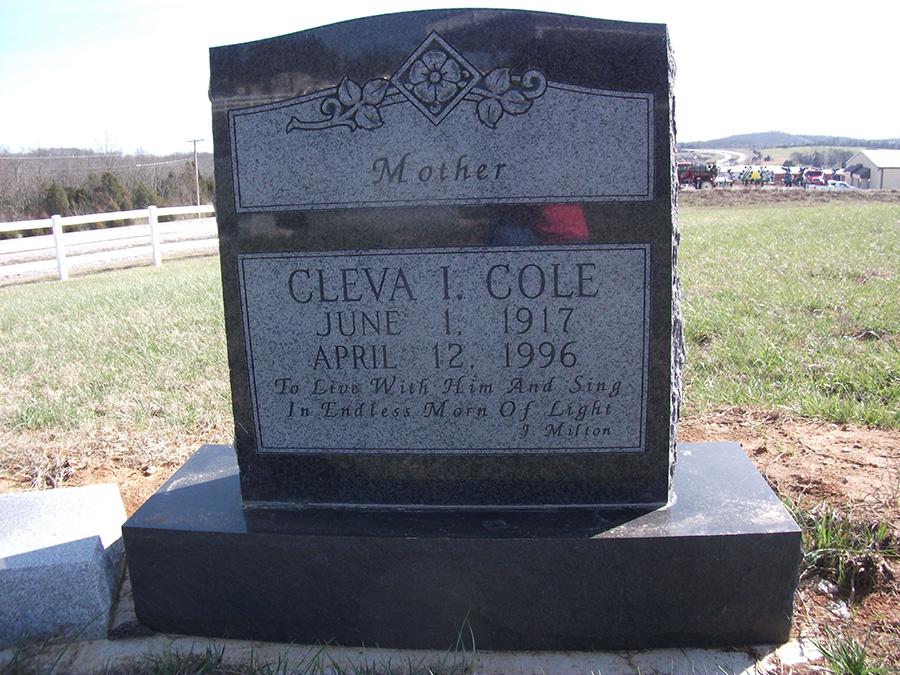 Mother
CLEVA I. COLE
JUNE 1, 1917
APRIL 12, 1996
To Live With Him And Sing
In Endless Morn Of Light
J Milton